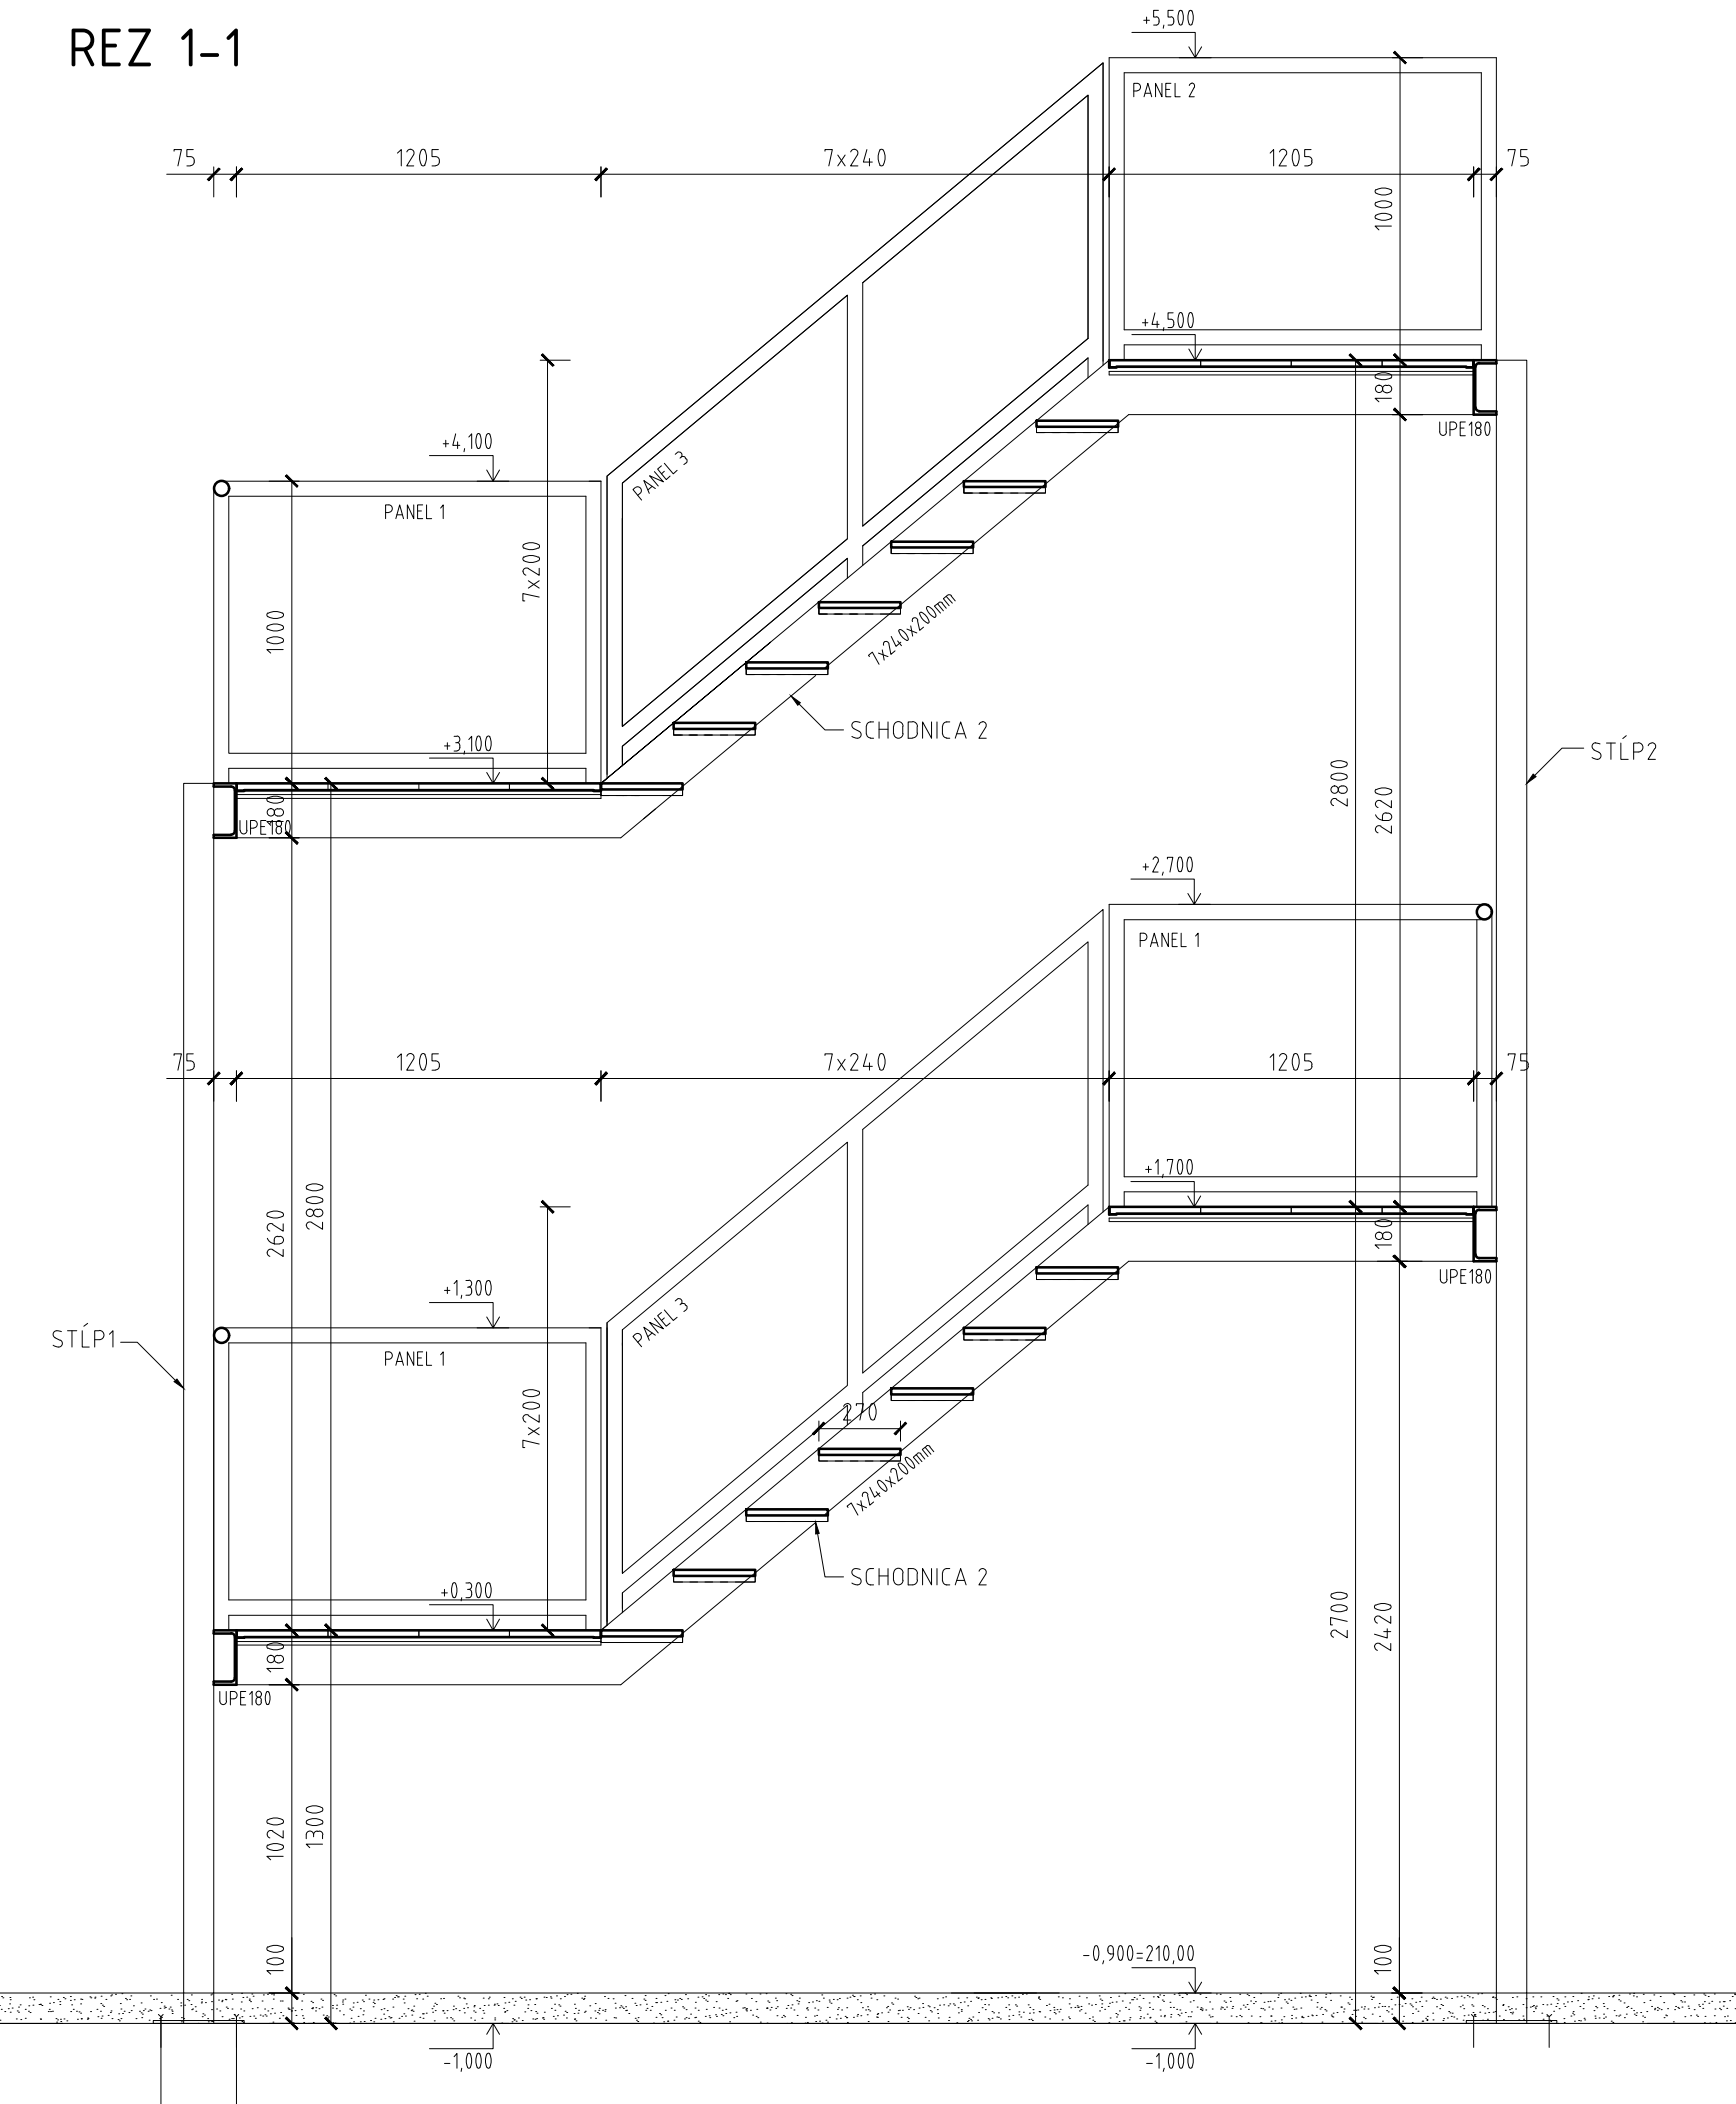 REZ 1-1
+5,500
PANEL 2
75
1205
7x240
1205
75
1000
+4,500
180
UPE180
+4,100
PANEL 1
PANEL 3
7x200
1000
7x240x200mm
+3,100
SCHODNICA 2
180
UPE180
STĹP2
2800
2620
+2,700
PANEL 1
75
1205
7x240
1205
75
+1,700
180
UPE180
2620
2800
+1,300
PANEL 1
PANEL 3
STĹP1
7x200
270
7x240x200mm
SCHODNICA 2
+0,300
180
UPE180
2700
2420
1020
1300
100
-0,900=210,00
100
-1,000
-1,000